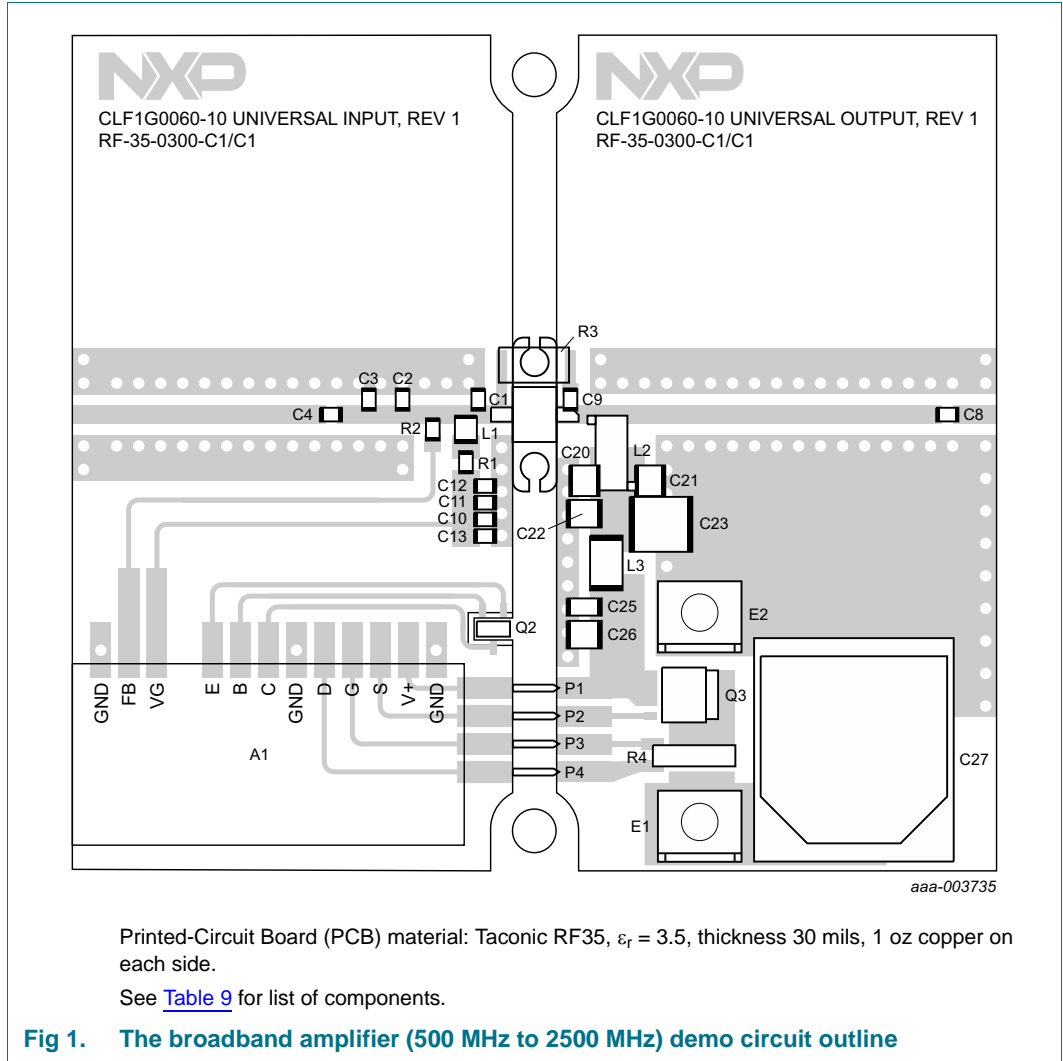 NXP
CLF1G0060-10 UNIVERSAL INPUT, REV 1
RF-35-0300-C1/C1
NXP
CLF1G0060-10 UNIVERSAL OUTPUT, REV 1
RF-35-0300-C1/C1
R3
C3
C2
C1
C9
C4
C8
R2
L1
C20
L2
R1
C12
C21
C11
C10
C22
C23
C13
L3
C25
E2
Q2
C26
GND
FB
VG
E
B
C
GND
D
G
S
V+
GND
P1
Q3
P2
P3
A1
R4
C27
P4
E1
aaa-003735
Printed-Circuit Board (PCB) material: Taconic RF35, εr = 3.5, thickness 30 mils, 1 oz copper on
each side.
See Table 9 for list of components.
Fig 1. The broadband amplifier (500 MHz to 2500 MHz) demo circuit outline